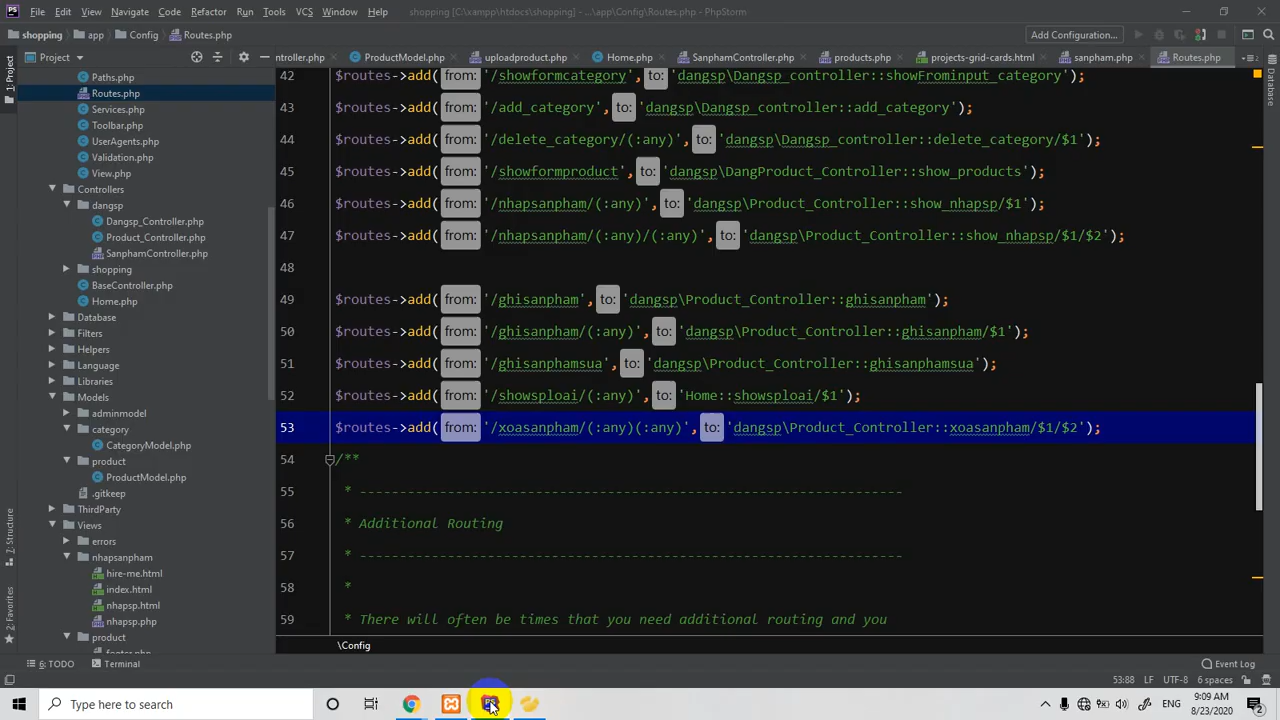 File Edit View Navigate Code Refactor Run Tools VCS Window Help shopping [C:\xampp\htdocs\shopping] - ...\app\Config\Routes.php - PhpStorm
shopping app Config Routes.php Add Configuration...
Project ntroller.php ProductModel.php uploadproduct.php Home.php SanphamController.php products.php projects-grid-cards.html sanpham.php Routes.php
1: Project
Database
Paths.php
Routes.php
Services.php
Toolbar.php
UserAgents.php
Validation.php
View.php
Controllers
dangsp
Dangsp_Controller.php
Product_Controller.php
SanphamController.php
shopping
BaseController.php
Home.php
Database
Filters
Helpers
Language
Libraries
Models
adminmodel
category
CategoryModel.php
product
ProductModel.php
.gitkeep
ThirdParty
Views
errors
nhapsanpham
hire-me.html
index.html
nhapsp.html
nhapsp.php
product
footer.php
7: Structure
2: Favorites
42 $routes->add( from: '/showformcategory', to: 'dangsp\Dangsp_controller::showFrominput_category');
43 $routes->add( from: '/add_category', to: 'dangsp\Dangsp_controller::add_category');
44 $routes->add( from: '/delete_category/(:any)', to: 'dangsp\Dangsp_controller::delete_category/$1');
45 $routes->add( from: '/showformproduct', to: 'dangsp\DangProduct_Controller::show_products');
46 $routes->add( from: '/nhapsanpham/(:any)', to: 'dangsp\Product_Controller::show_nhapsp/$1');
47 $routes->add( from: '/nhapsanpham/(:any)/(:any)', to: 'dangsp\Product_Controller::show_nhapsp/$1/$2');
48
49 $routes->add( from: '/ghisanpham', to: 'dangsp\Product_Controller::ghisanpham');
50 $routes->add( from: '/ghisanpham/(:any)', to: 'dangsp\Product_Controller::ghisanpham/$1');
51 $routes->add( from: '/ghisanphamsua', to: 'dangsp\Product_Controller::ghisanphamsua');
52 $routes->add( from: '/showsploai/(:any)', to: 'Home::showsploai/$1');
53 $routes->add( from: '/xoasanpham/(:any)(:any)', to: 'dangsp\Product_Controller::xoasanpham/$1/$2');
54 /**
55 * --------------------------------------------------------------------
56 * Additional Routing
57 * --------------------------------------------------------------------
58 *
59 * There will often be times that you need additional routing and you
\Config
6: TODO Terminal Event Log
53:88 LF UTF-8 6 spaces
Type here to search
9:09 AM
8/23/2020
2